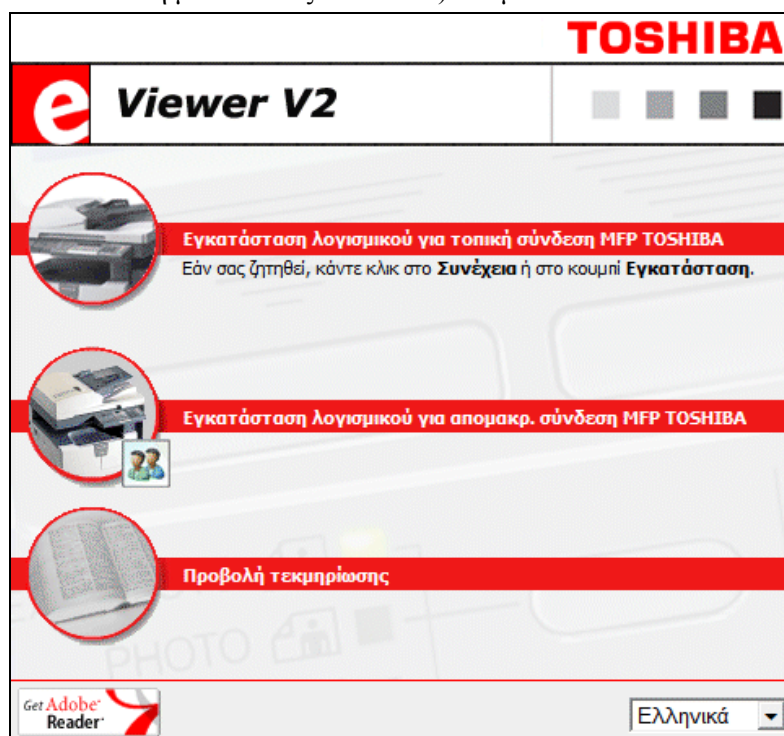 TOSHIBA
e Viewer V2
Εγκατάσταση λογισμικού για τοπική σύνδεση MFP TOSHIBA
Εάν σας ζητηθεί, κάντε κλικ στο Συνέχεια ή στο κουμπί Εγκατάσταση.
Εγκατάσταση λογισμικού για απομακρ. σύνδεση MFP TOSHIBA
Προβολή τεκμηρίωσης
PHOTO
Get Adobe®
Reader®
Ελληνικά